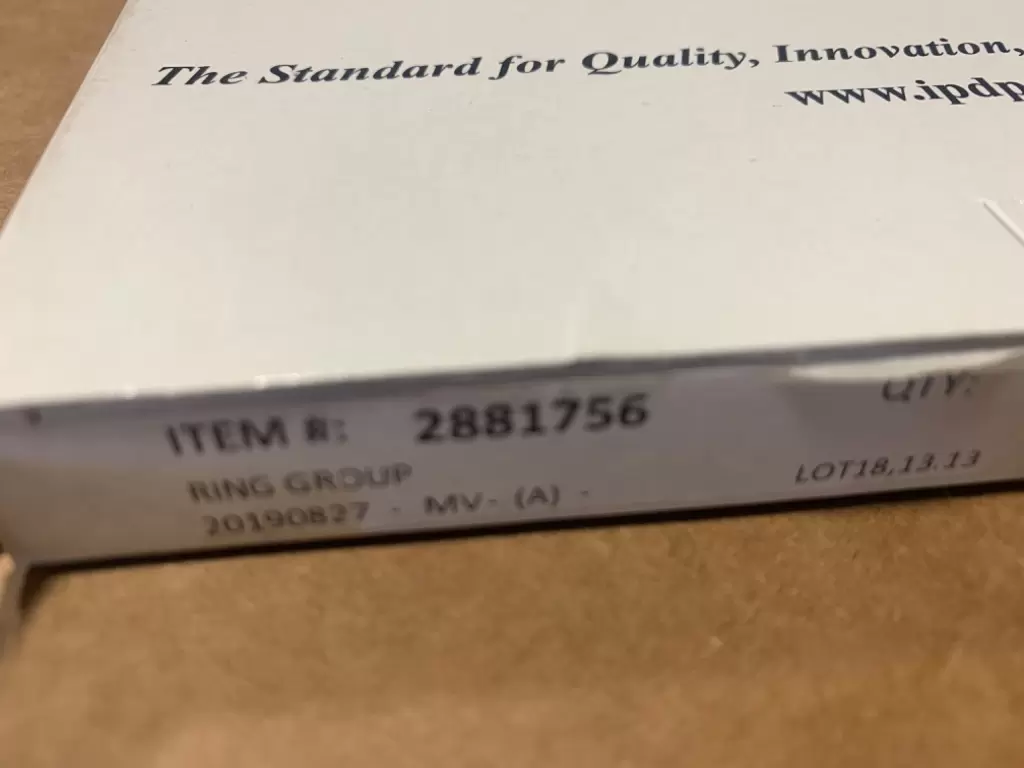 The Standard for Quality, Innovation,
www.ipdp
ITEM #: 2881756
QTY:
RING GROUP
LOT18,13.13
20190827 - MV- (A) -